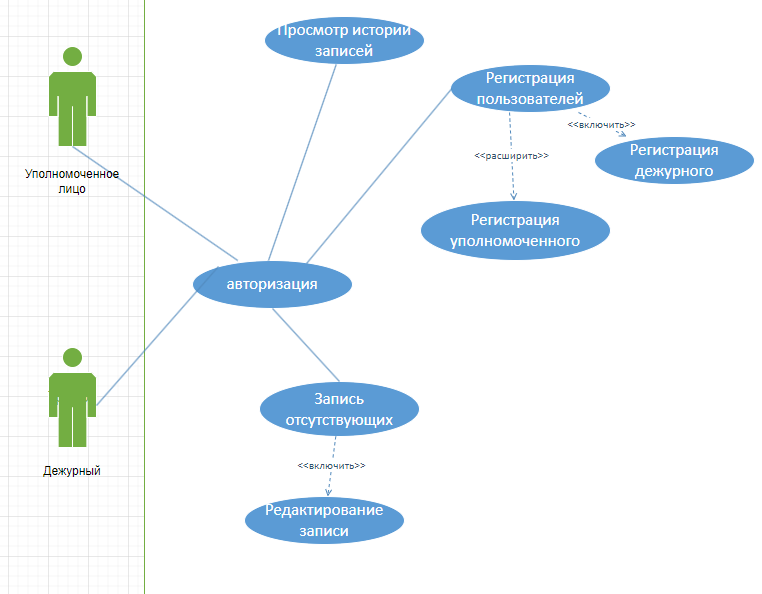 Просмотр истории
записей
Регистрация
пользователей
<<включить>>
<<расширить>>
Регистрация
дежурного
Уполномоченное
лицо
Регистрация
уполномоченного
авторизация
Запись
отсутствующих
<<включить>>
Дежурный
Редактирование
записи